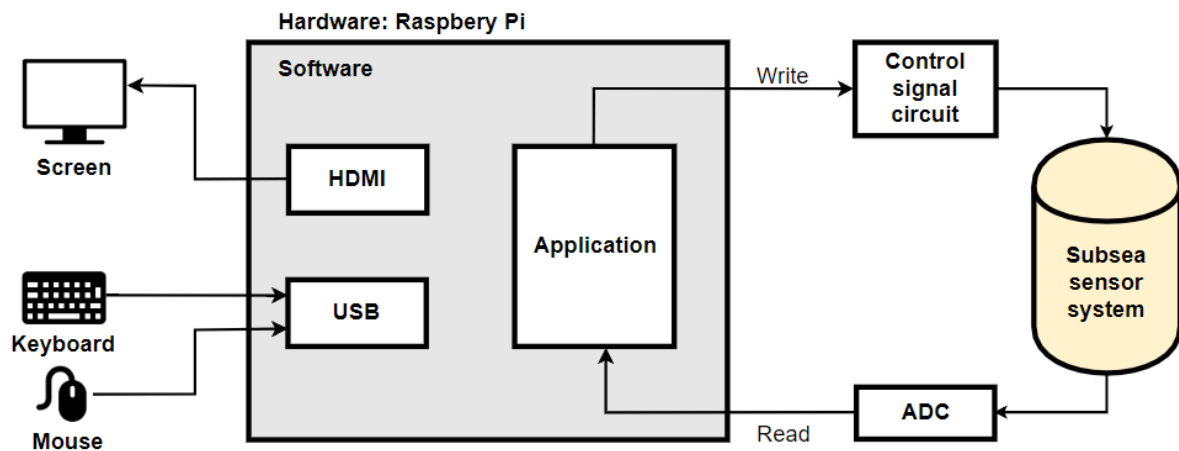 Hardware: Raspbery Pi
Software
Screen
HDMI
Keyboard
USB
Mouse
Application
Write
Control
signal
circuit
Subsea
sensor
system
ADC
Read